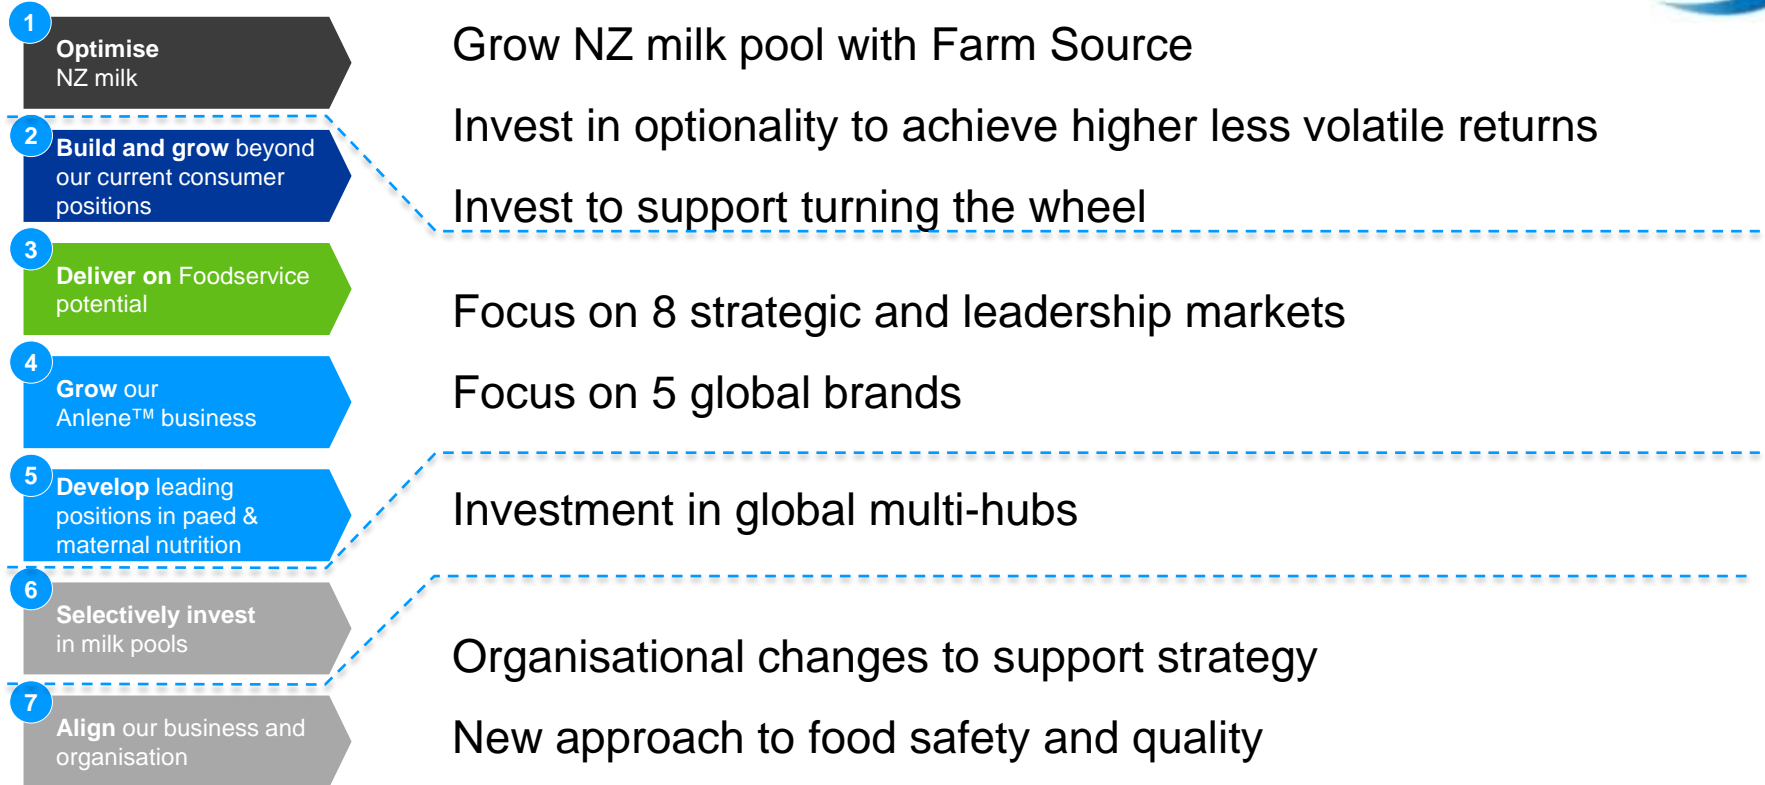 1
Optimise
NZ milk
2
Build and grow beyond
our current consumer
positions
3
Deliver on Foodservice
potential
4
Grow our
Anlene™ business
5
Develop leading
positions in paed &
maternal nutrition
6
Selectively invest
in milk pools
7
Align our business and
organisation
Grow NZ milk pool with Farm Source
Invest in optionality to achieve higher less volatile returns
Invest to support turning the wheel
Focus on 8 strategic and leadership markets
Focus on 5 global brands
Investment in global multi-hubs
Organisational changes to support strategy
New approach to food safety and quality